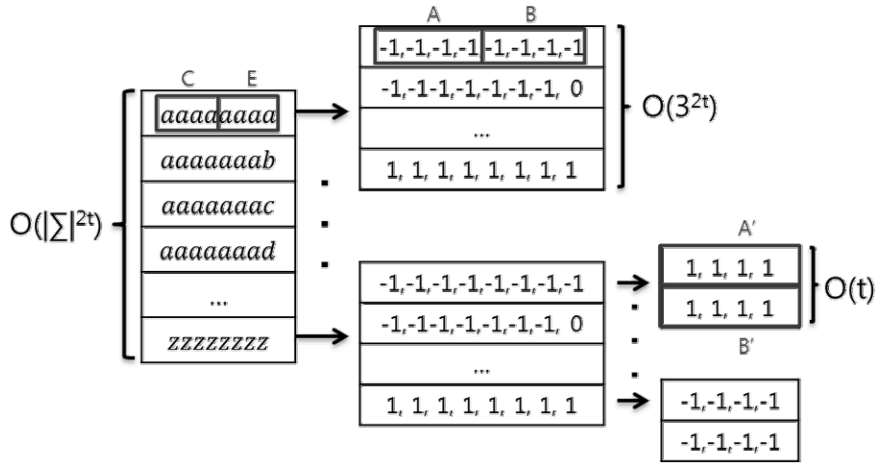 A B
-1,-1,-1,-1 -1,-1,-1,-1
-1,-1-1,-1,-1,-1,-1, 0
...
1, 1, 1, 1, 1, 1, 1, 1
O(3^2t)
C E
aaaaaaaa
aaaaaaab
aaaaaaac
aaaaaaad
...
zzzzzzzz
O(|∑|^2t)
-1,-1,-1,-1,-1,-1,-1,-1
-1,-1-1,-1,-1,-1,-1, 0
...
1, 1, 1, 1, 1, 1, 1, 1
A′
1, 1, 1, 1
1, 1, 1, 1
B′
O(t)
-1,-1,-1,-1
-1,-1,-1,-1